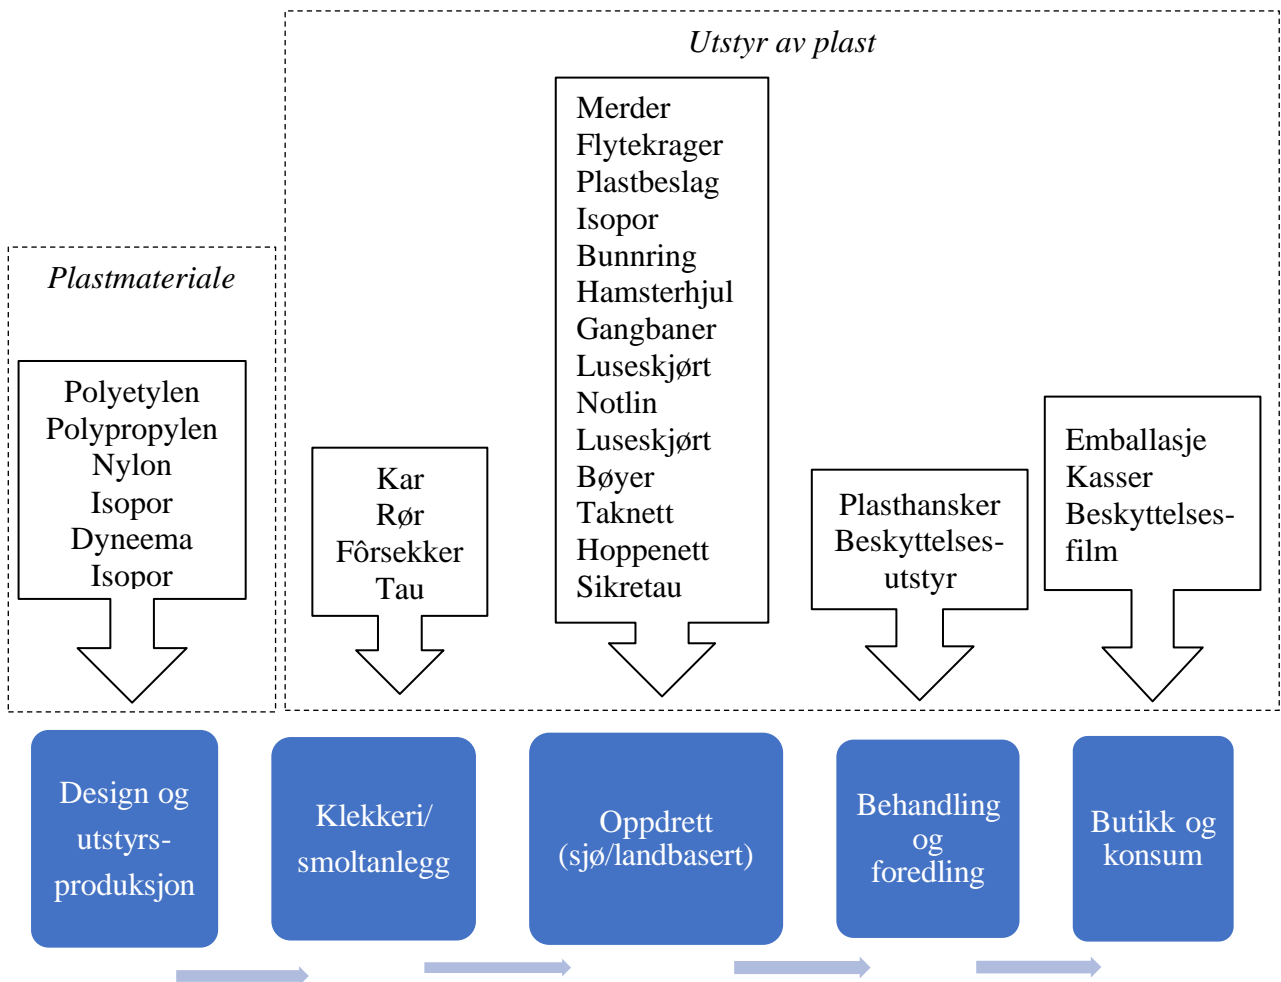 Utstyr av plast
Plastmateriale
Polyetylen
Polypropylen
Nylon
Isopor
Dyneema
Isopor
Kar
Rør
Fôrsekker
Tau
Merder
Flytekrager
Plastbeslag
Isopor
Bunnring
Hamsterhjul
Gangbaner
Luseskjørt
Notlin
Luseskjørt
Bøyer
Taknett
Hoppenett
Sikretau
Plasthansker
Beskyttelses-
utstyr
Emballasje
Kasser
Beskyttelses-
film
Design og
utstyrs-
produksjon
Klekkeri/
smoltanlegg
Oppdrett
(sjø/landbasert)
Behandling
og
foredling
Butikk og
konsum